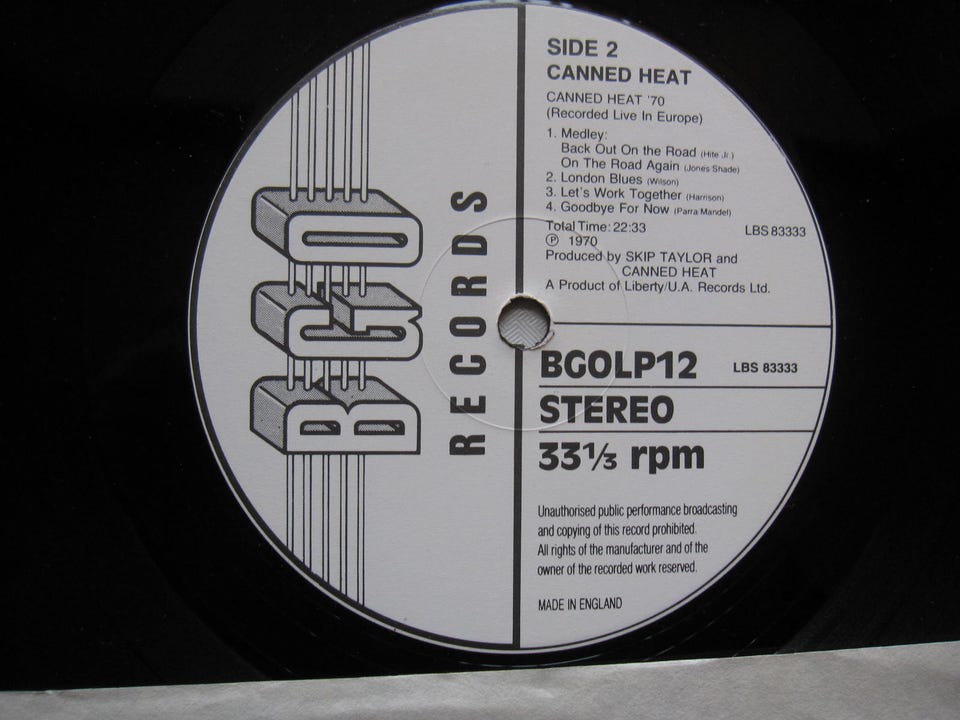 BGO
RECORDS
SIDE 2
CANNED HEAT
CANNED HEAT '70
(Recorded Live In Europe)
1. Medley:
Back Out On the Road (Hite Jr.)
On The Road Again (Jones Shade)
2. London Blues (Wilson)
3. Let's Work Together (Harrison)
4. Goodbye For Now (Parra Mandel)
Total Time: 22:33 LBS 83333
℗ 1970
Produced by SKIP TAYLOR and
CANNED HEAT
A Product of Liberty/U.A. Records Ltd.
BGOLP12 LBS 83333
STEREO
33⅓ rpm
Unauthorised public performance broadcasting
and copying of this record prohibited.
All rights of the manufacturer and of the
owner of the recorded work reserved.
MADE IN ENGLAND